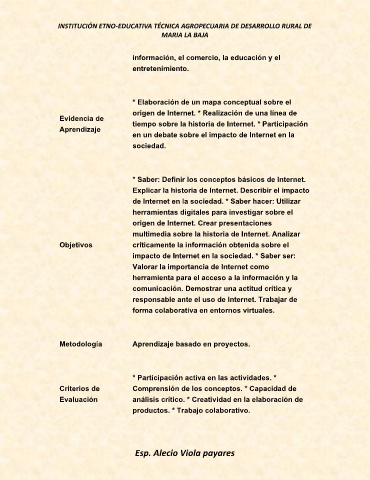 INSTITUCIÓN ETNO-EDUCATIVA TÉCNICA AGROPECUARIA DE DESARROLLO RURAL DE
MARIA LA BAJA
información, el comercio, la educación y el
entretenimiento.
Evidencia de
Aprendizaje
* Elaboración de un mapa conceptual sobre el
origen de Internet. * Realización de una línea de
tiempo sobre la historia de Internet. * Participación
en un debate sobre el impacto de Internet en la
sociedad.
Objetivos
* Saber: Definir los conceptos básicos de Internet.
Explicar la historia de Internet. Describir el impacto
de Internet en la sociedad. * Saber hacer: Utilizar
herramientas digitales para investigar sobre el
origen de Internet. Crear presentaciones
multimedia sobre la historia de Internet. Analizar
críticamente la información obtenida sobre el
impacto de Internet en la sociedad. * Saber ser:
Valorar la importancia de Internet como
herramienta para el acceso a la información y la
comunicación. Demostrar una actitud crítica y
responsable ante el uso de Internet. Trabajar de
forma colaborativa en entornos virtuales.
Metodología
Aprendizaje basado en proyectos.
Criterios de
Evaluación
* Participación activa en las actividades. *
Comprensión de los conceptos. * Capacidad de
análisis crítico. * Creatividad en la elaboración de
productos. * Trabajo colaborativo.
Esp. Alecio Viola payares